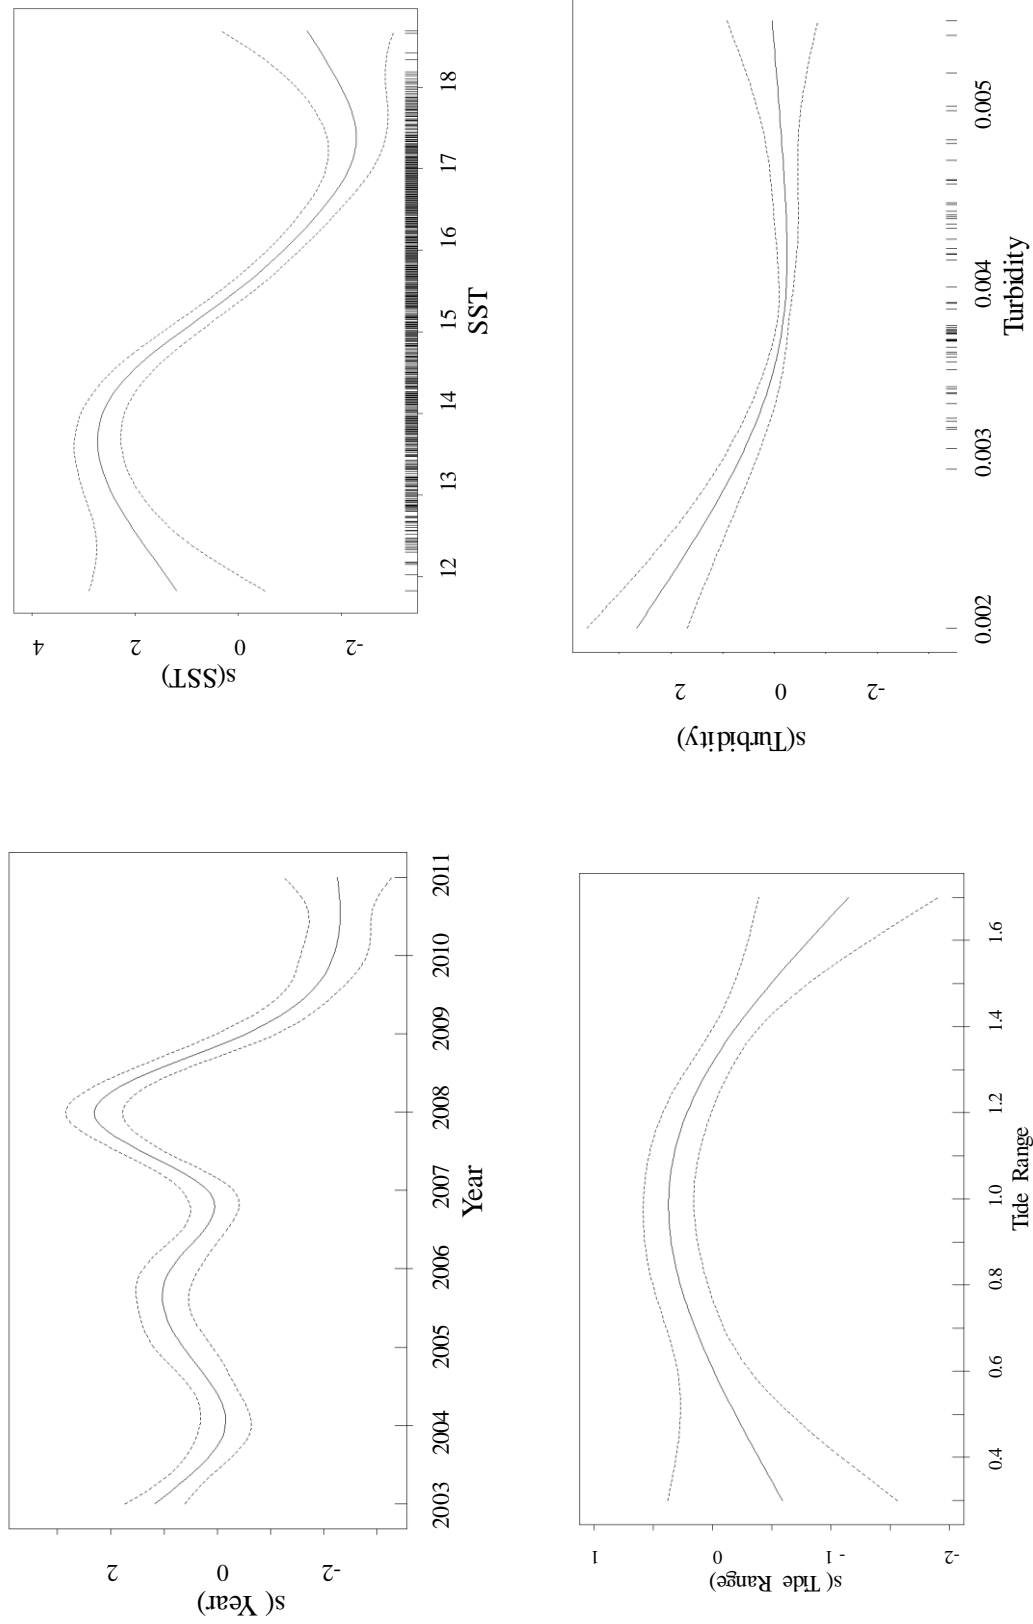 4 2 0 -2
s(SST)
12 13 14 15 16 17 18
SST
2 0 -2
s(Turbidity)
0.002 0.003 0.004 0.005
Turbidity
2 0 -2
s( Year)
2003 2004 2005 2006 2007 2008 2009 2010 2011
Year
1 0 -1 -2
s( Tide Range)
0.4 0.6 0.8 1.0 1.2 1.4 1.6
Tide Range